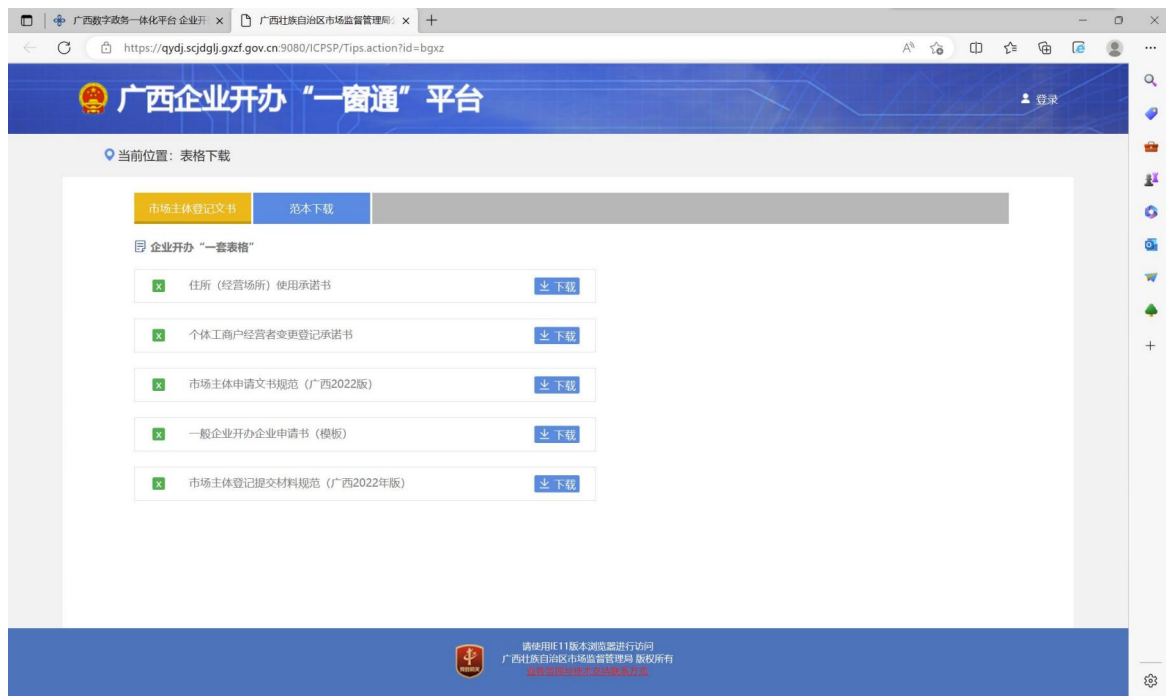 广西数字政务一体化平台 企业开
广西壮族自治区市场监督管理局
https://qydj.scjdglj.gxzf.gov.cn:9080/ICPSP/Tips.action?id=bgxz
广西企业开办“一窗通”平台
登录
当前位置：表格下载
市场主体登记文书
范本下载
企业开办“一套表格”
住所（经营场所）使用承诺书
下载
个体工商户经营者变更登记承诺书
下载
市场主体申请文书规范（广西2022版）
下载
一般企业开办企业申请书（模板）
下载
市场主体登记提交材料规范（广西2022年版）
下载
请使用IE11版本浏览器进行访问
广西壮族自治区市场监督管理局 版权所有
党政机关